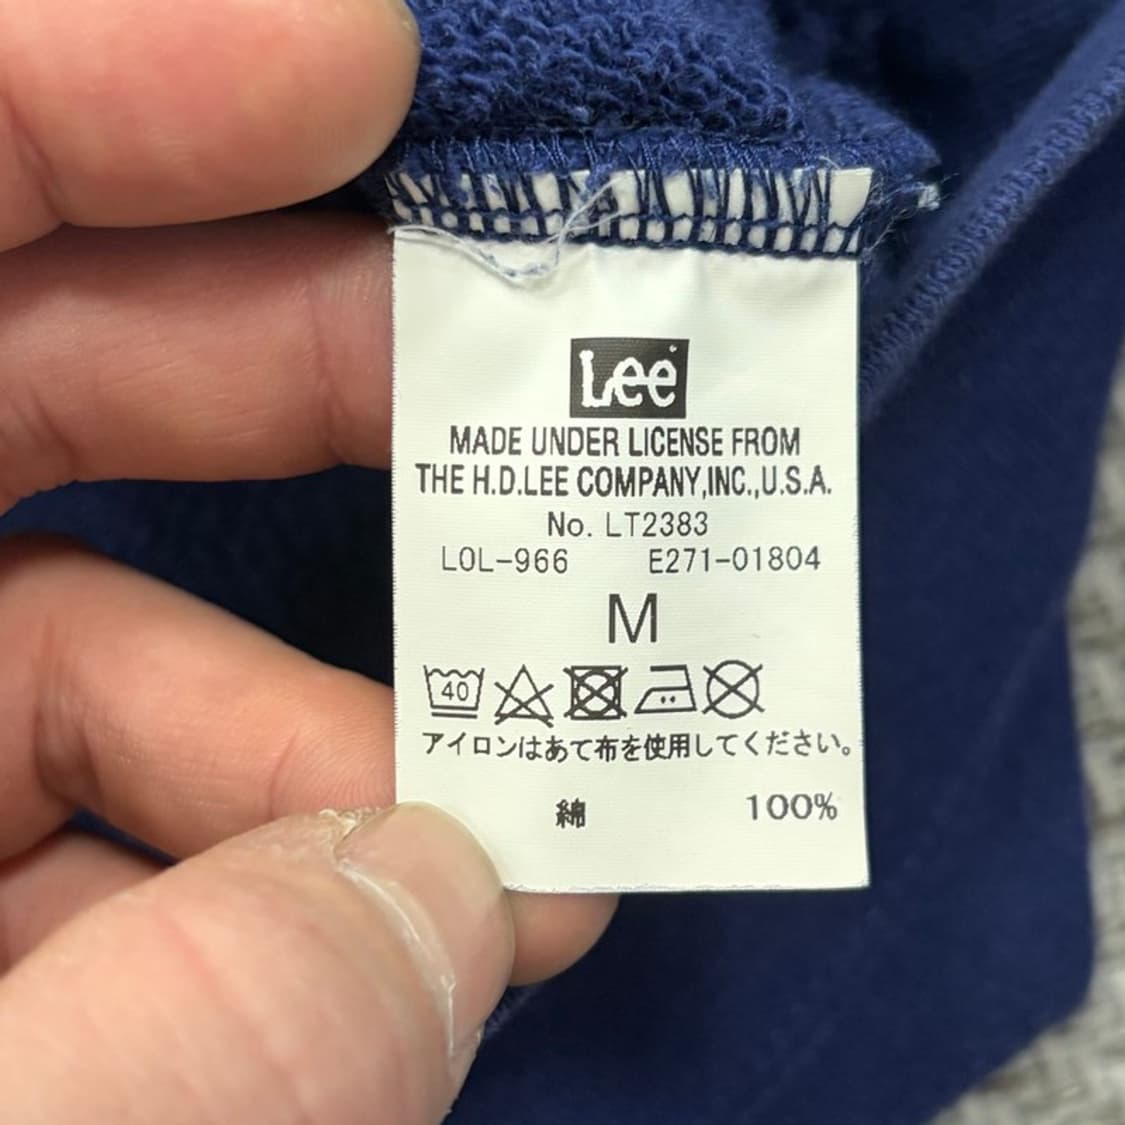 Lee
MADE UNDER LICENSE FROM
THE H.D.LEE COMPANY,INC.,U.S.A.
No. LT2383
LOL-966 E271-01804
M
40
アイロンはあて布を使用してください。
綿 100%